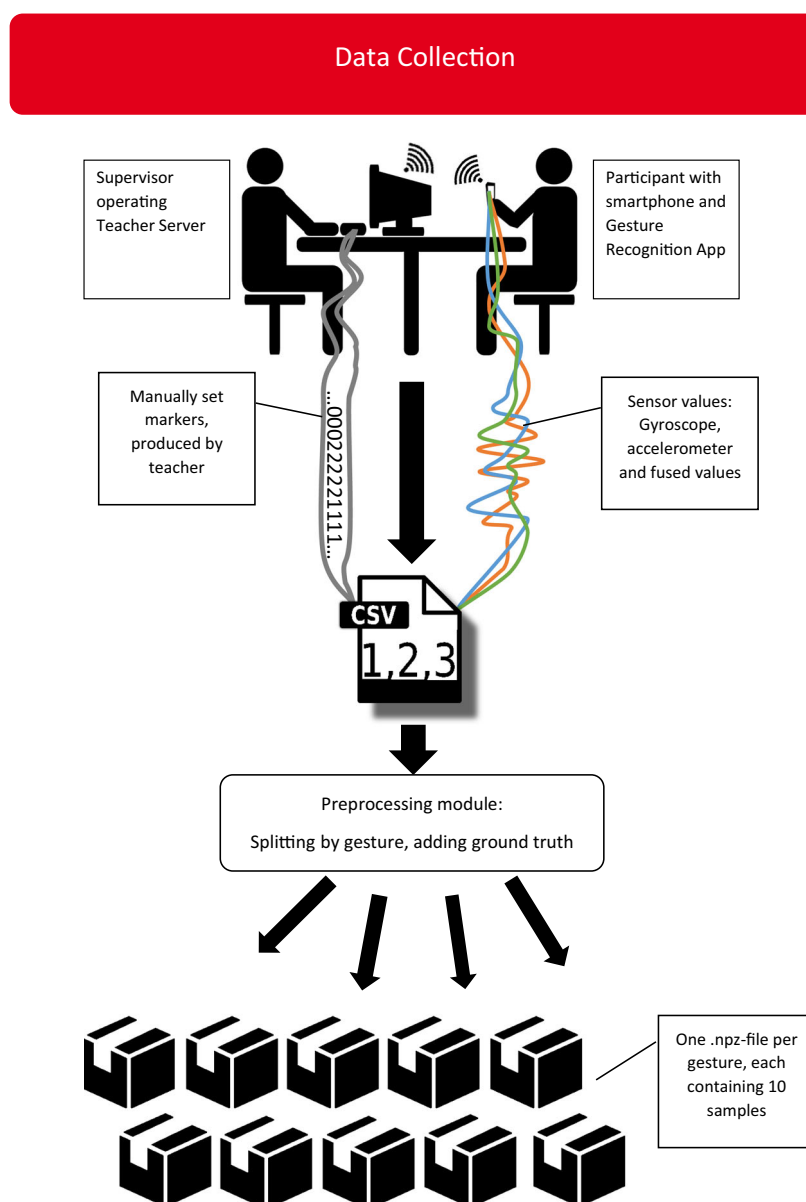 Data Collection
Supervisor
operating
Teacher Server
Participant with
smartphone and
Gesture
Recognition App
Manually set
markers,
produced by
teacher
...000222221111...
Sensor values:
Gyroscope,
accelerometer
and fused values
CSV
1,2,3
Preprocessing module:
Splitting by gesture, adding ground truth
One .npz-file per
gesture, each
containing 10
samples